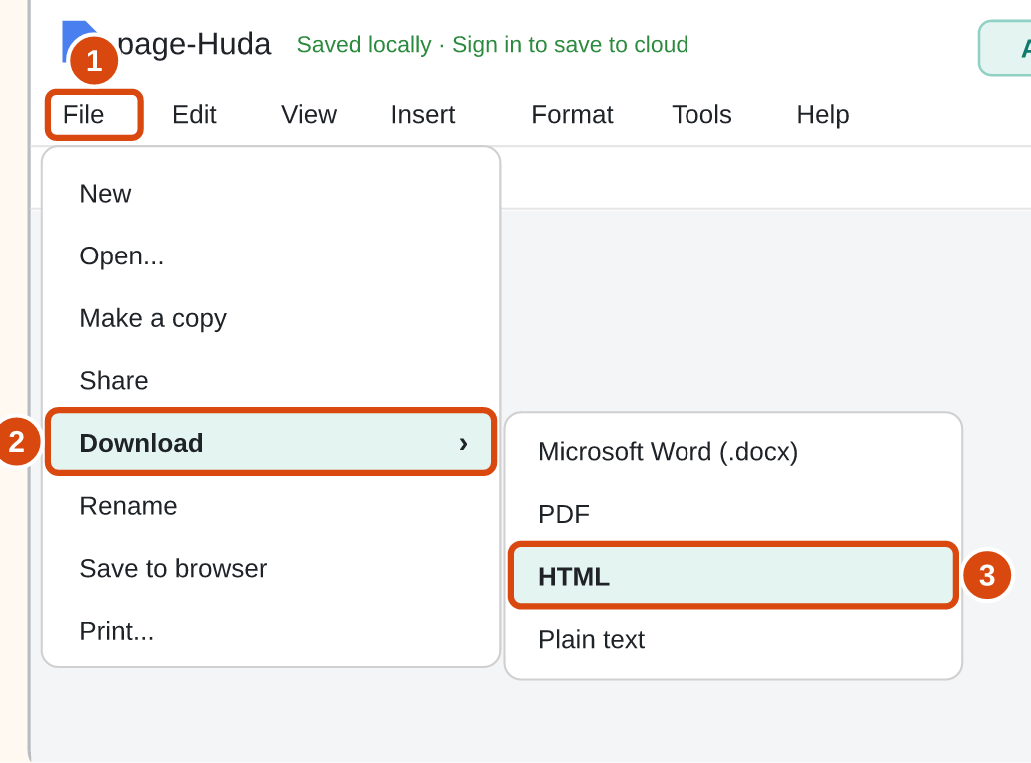 page-Huda Saved locally · Sign in to save to cloud A
1
File Edit View Insert Format Tools Help
New
Open...
Make a copy
Share
2 Download ›
Rename
Save to browser
Print...
Microsoft Word (.docx)
PDF
HTML 3
Plain text